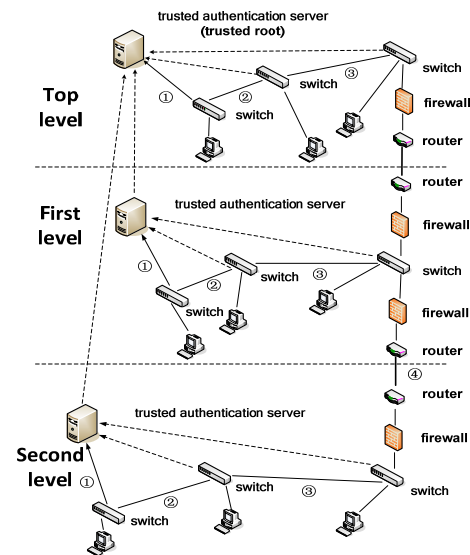 trusted authentication server
(trusted root)
③
switch
①
②
switch
Top
level
switch
firewall
router
router
First
level
trusted authentication server
firewall
①
②
③
switch
switch
switch
firewall
router
④
router
trusted authentication server
firewall
Second
level
①
②
switch
③
switch
switch